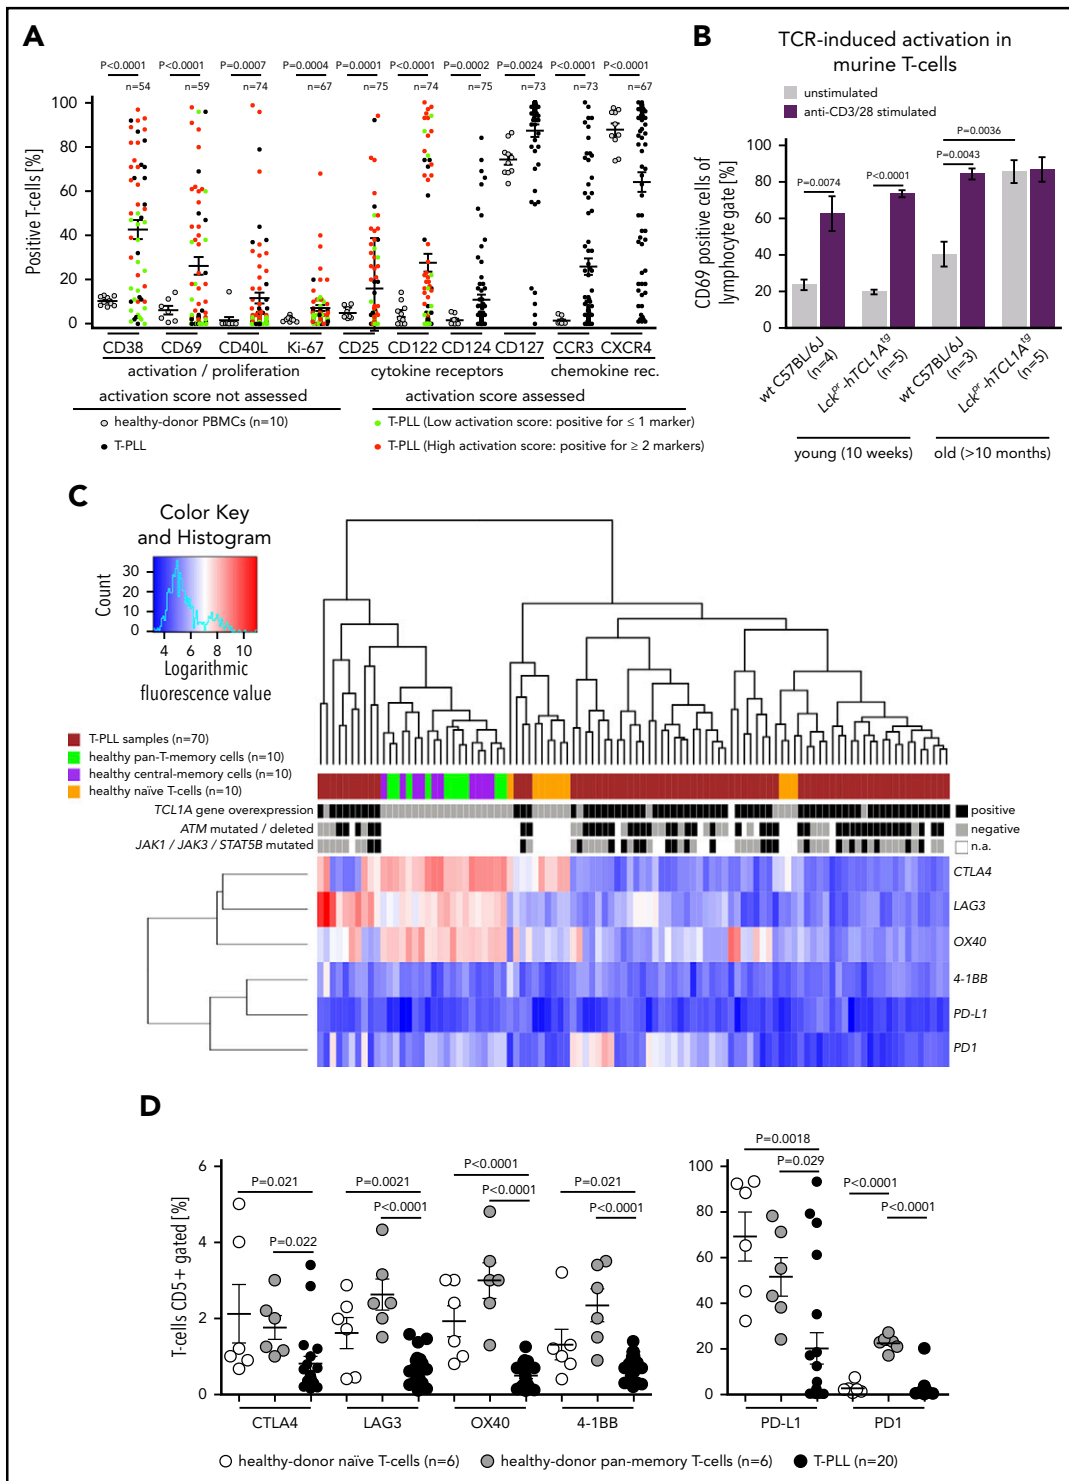 A
P<0.0001 P<0.0001 P=0.0007 P=0.0004 P=0.0001 P<0.0001 P=0.0002 P=0.0024 P<0.0001 P<0.0001
n=54 n=59 n=74 n=67 n=75 n=74 n=75 n=73 n=73 n=67
Positive T-cells [%]
100
80
60
40
20
0
CD38 CD69 CD40L Ki-67 CD25 CD122 CD124 CD127 CCR3 CXCR4
activation / proliferation cytokine receptors chemokine rec.
activation score not assessed activation score assessed
healthy-donor PBMCs (n=10) T-PLL (Low activation score: positive for ≤ 1 marker)
T-PLL T-PLL (High activation score: positive for ≥ 2 markers)
B
TCR-induced activation in
murine T-cells
unstimulated
anti-CD3/28 stimulated
CD69 positive cells of
lymphocyte gate [%]
100
80
60
40
20
0
P=0.0074
P<0.0001
P=0.0043
P=0.0036
wt C57BL/6J
(n=4)
Lck^pr-hTCL1A^tg
(n=5)
wt C57BL/6J
(n=3)
Lck^pr-hTCL1A^tg
(n=5)
young (10 weeks) old (>10 months)
C
Color Key
and Histogram
Count
30
20
10
0
4 6 8 10
Logarithmic
fluorescence value
T-PLL samples (n=70)
healthy pan-T-memory cells (n=10)
healthy central-memory cells (n=10)
healthy naïve T-cells (n=10)
TCL1A gene overexpression
ATM mutated / deleted
JAK1 / JAK3 / STAT5B mutated
positive
negative
n.a.
CTLA4
LAG3
OX40
4-1BB
PD-L1
PD1
D
T-cells CD5+ gated [%]
6
4
2
0
P=0.021
P=0.022
P=0.0021
P<0.0001
P<0.0001
P<0.0001
P=0.021
P<0.0001
CTLA4 LAG3 OX40 4-1BB
100
80
60
40
20
0
P=0.0018
P=0.029
P<0.0001
P<0.0001
PD-L1 PD1
healthy-donor naïve T-cells (n=6) healthy-donor pan-memory T-cells (n=6) T-PLL (n=20)